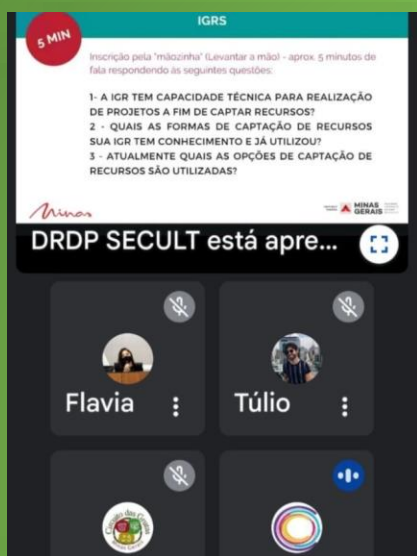 IGRS
5 MIN
Inscrição pela "mãozinha" (Levantar a mão) - aprox. 5 minutos de
fala respondendo às seguintes questões:
1- A IGR TEM CAPACIDADE TÉCNICA PARA REALIZAÇÃO
DE PROJETOS A FIM DE CAPTAR RECURSOS?
2 - QUAIS AS FORMAS DE CAPTAÇÃO DE RECURSOS
SUA IGR TEM CONHECIMENTO E JÁ UTILIZOU?
3 - ATUALMENTE QUAIS AS OPÇÕES DE CAPTAÇÃO DE
RECURSOS SÃO UTILIZADAS?
Minas
MINAS
GERAIS
DRDP SECULT está apre...
Flavia
Túlio
Circuito das Grutas